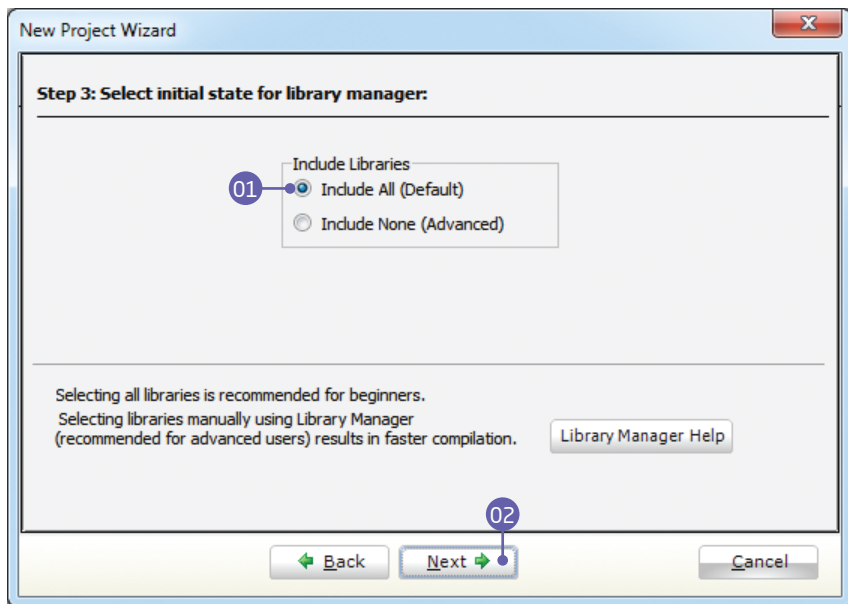 New Project Wizard
X
Step 3: Select initial state for library manager:
Include Libraries
01
Include All (Default)
Include None (Advanced)
Selecting all libraries is recommended for beginners.
Selecting libraries manually using Library Manager
(recommended for advanced users) results in faster compilation.
Library Manager Help
02
Back
Next
Cancel